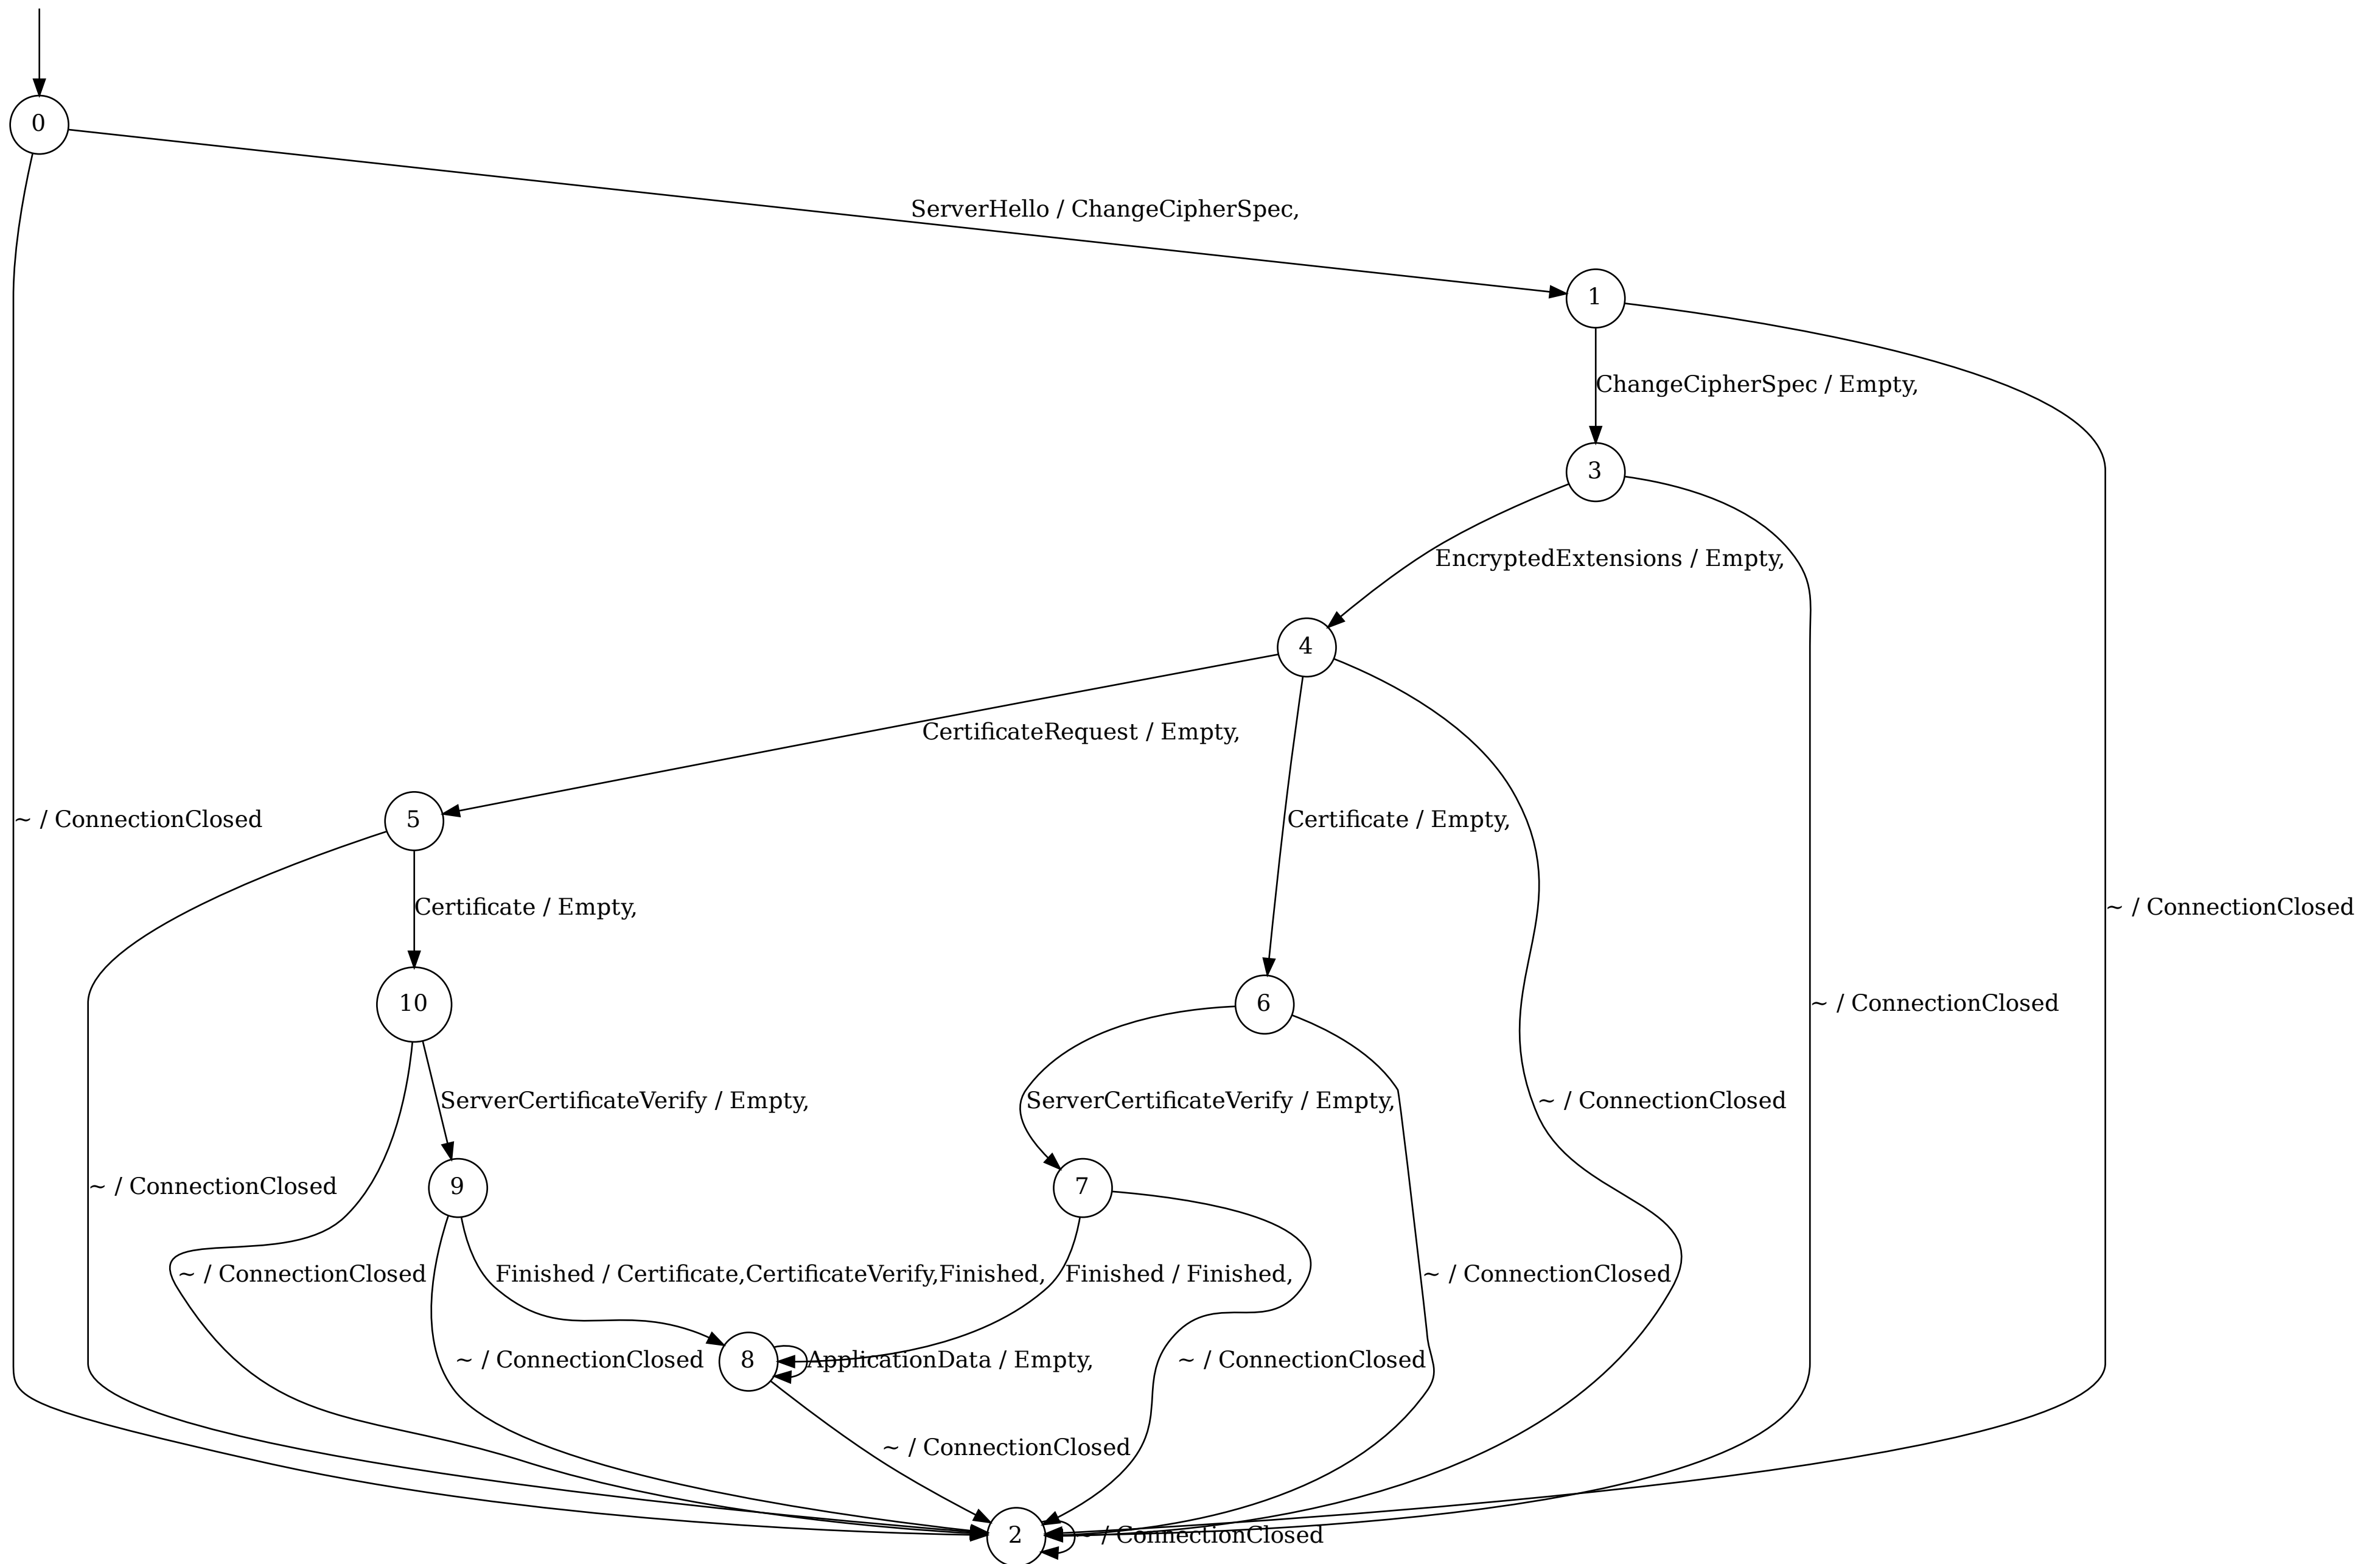 0
ServerHello / ChangeCipherSpec,
1
ChangeCipherSpec / Empty,
3
EncryptedExtensions / Empty,
4
CertificateRequest / Empty,
5
Certificate / Empty,
~ / ConnectionClosed
Certificate / Empty,
~ / ConnectionClosed
10
6
~ / ConnectionClosed
ServerCertificateVerify / Empty,
ServerCertificateVerify / Empty,
~ / ConnectionClosed
~ / ConnectionClosed
9
7
~ / ConnectionClosed
Finished / Certificate,CertificateVerify,Finished,
Finished / Finished,
~ / ConnectionClosed
~ / ConnectionClosed
8
ApplicationData / Empty,
~ / ConnectionClosed
~ / ConnectionClosed
2
~ / ConnectionClosed